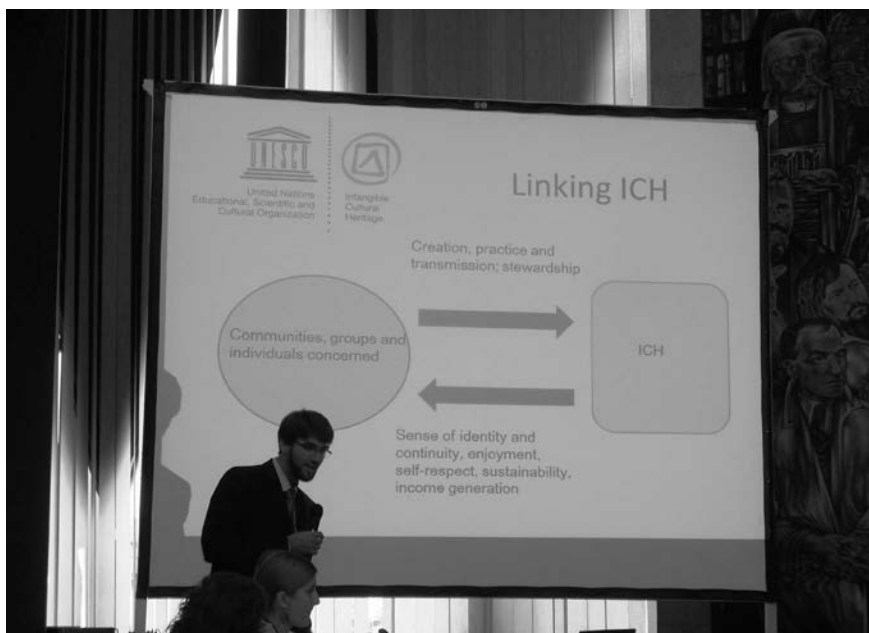 UNESCO
United Nations
Educational, Scientific and
Cultural Organization
Intangible
Cultural
Heritage
Linking ICH
Creation, practice and
transmission; stewardship
Communities, groups and
individuals concerned
ICH
Sense of identity and
continuity, enjoyment,
self-respect, sustainability,
income generation